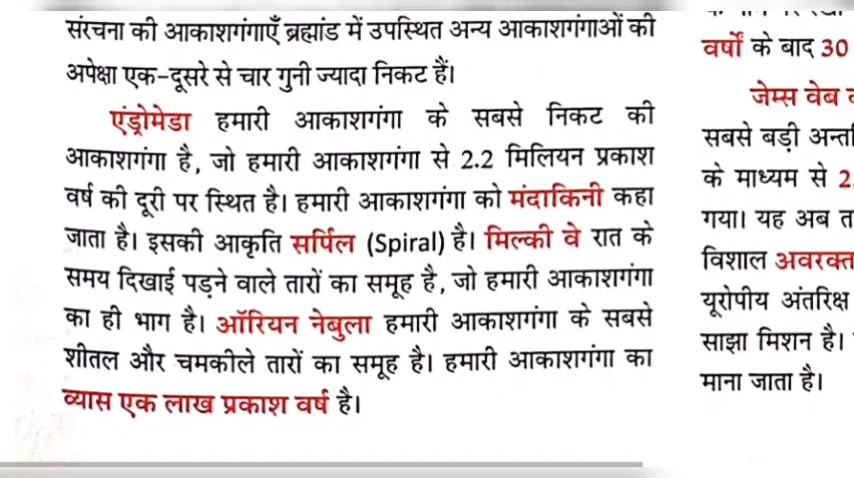 संरचना की आकाशगंगाएँ ब्रह्मांड में उपस्थित अन्य आकाशगंगाओं की
अपेक्षा एक-दूसरे से चार गुनी ज्यादा निकट हैं।
एंड्रोमेडा हमारी आकाशगंगा के सबसे निकट की
आकाशगंगा है, जो हमारी आकाशगंगा से 2.2 मिलियन प्रकाश
वर्ष की दूरी पर स्थित है। हमारी आकाशगंगा को मंदाकिनी कहा
जाता है। इसकी आकृति सर्पिल (Spiral) है। मिल्की वे रात के
समय दिखाई पड़ने वाले तारों का समूह है, जो हमारी आकाशगंगा
का ही भाग है। ऑरियन नेबुला हमारी आकाशगंगा के सबसे
शीतल और चमकीले तारों का समूह है। हमारी आकाशगंगा का
व्यास एक लाख प्रकाश वर्ष है।
वर्षों के बाद 30
जेम्स वेब
सबसे बड़ी
के माध्यम से
गया। यह अब
विशाल अवरक्त
यूरोपीय अंतरिक्ष
साझा मिशन है।
माना जाता है।